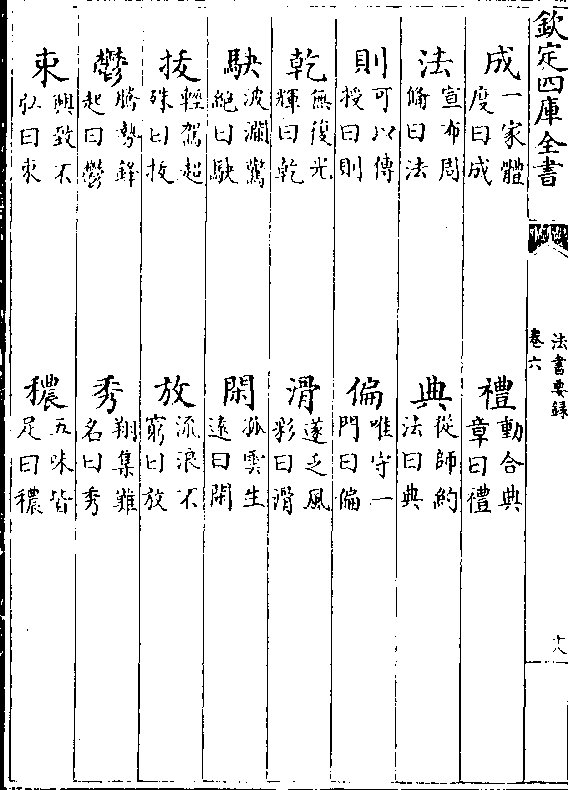 欽定四庫全書
法書要錄
卷六
十八
成一家體度曰成 禮動合典章曰禮
法宣布周備曰法 典從師約法曰典
則可以傳授曰則 偏唯守一門曰偏
乾無復光輝曰乾 滑遂乏風彩曰滑
駃波瀾驚絶曰駃 閑孤雲生遠曰閑
拔輕駕超殊曰拔 放流浪不窮曰放
鬱勝勢鋒起曰鬱 秀翔集難名曰秀
束興致不弘曰束 穠五味皆足曰穠